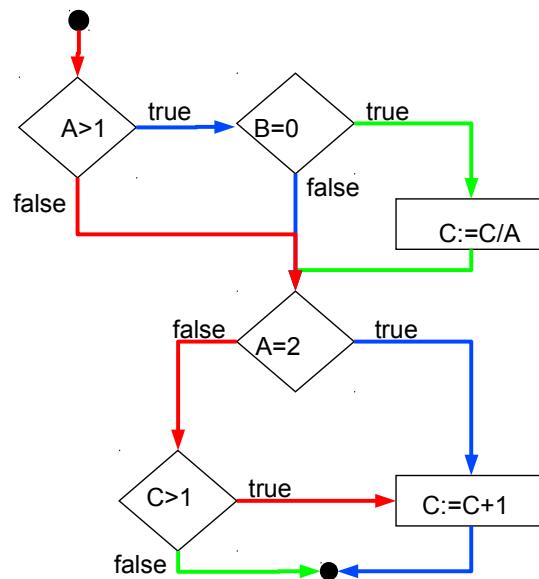 true
true
A>1
B=0
false
false
C:=C/A
false
true
A=2
C>1
true
C:=C+1
false